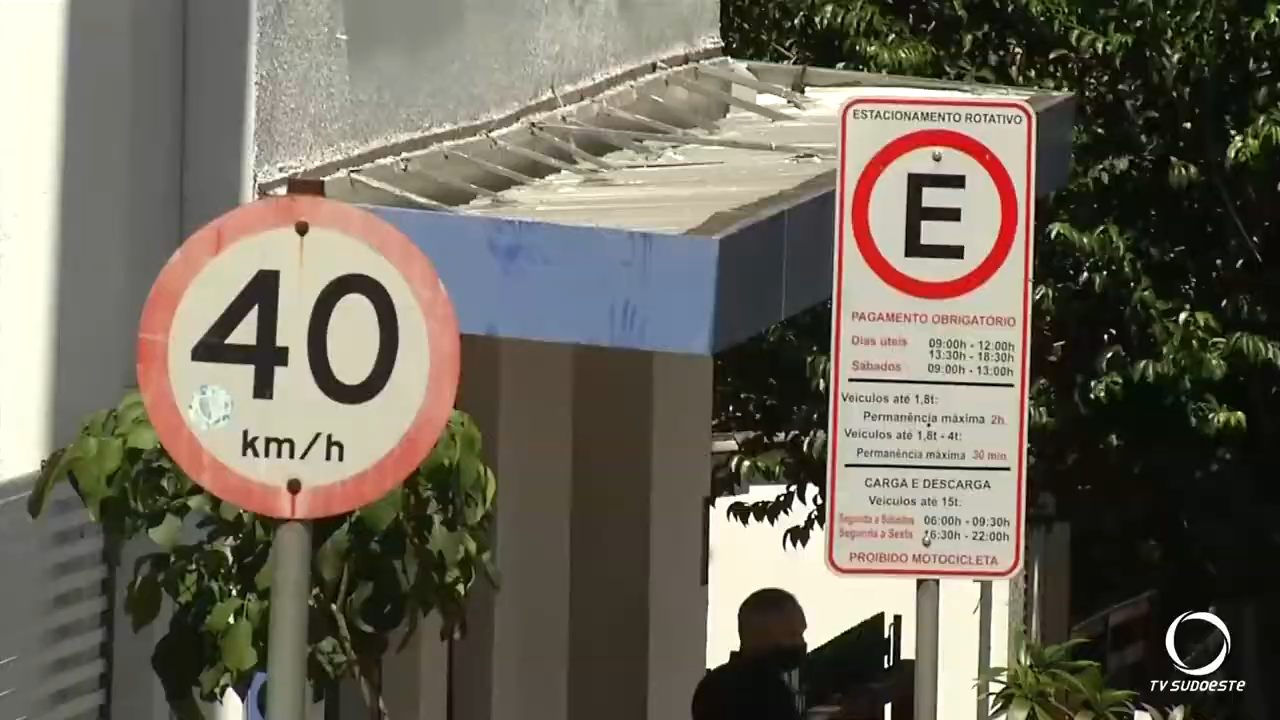 40
km/h
ESTACIONAMENTO ROTATIVO
E
PAGAMENTO OBRIGATÓRIO
Dias úteis 09:00h - 12:00h
13:30h - 18:30h
Sábados 09:00h - 13:00h
Veículos até 1,8t:
Permanência máxima 2h.
Veículos até 1,8t - 4t:
Permanência máxima 30 min.
CARGA E DESCARGA
Veículos até 15t.
Segunda a Sábados 06:00h - 09:30h
Segunda a Sexta 16:30h - 22:00h
PROIBIDO MOTOCICLETA
TV SUDOESTE